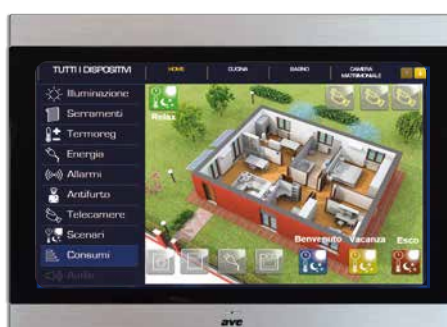 TUTTI I DISPOSITIVI
HOME
CUCINA
BAGNO
CAMERA
MATRIMONIALE
Illuminazione
Serramenti
Termoreg
Energia
Allarmi
Antifurto
Telecamere
Scenari
Consumi
Audio
Relax
Benvenuto Vacanza Esco
ave